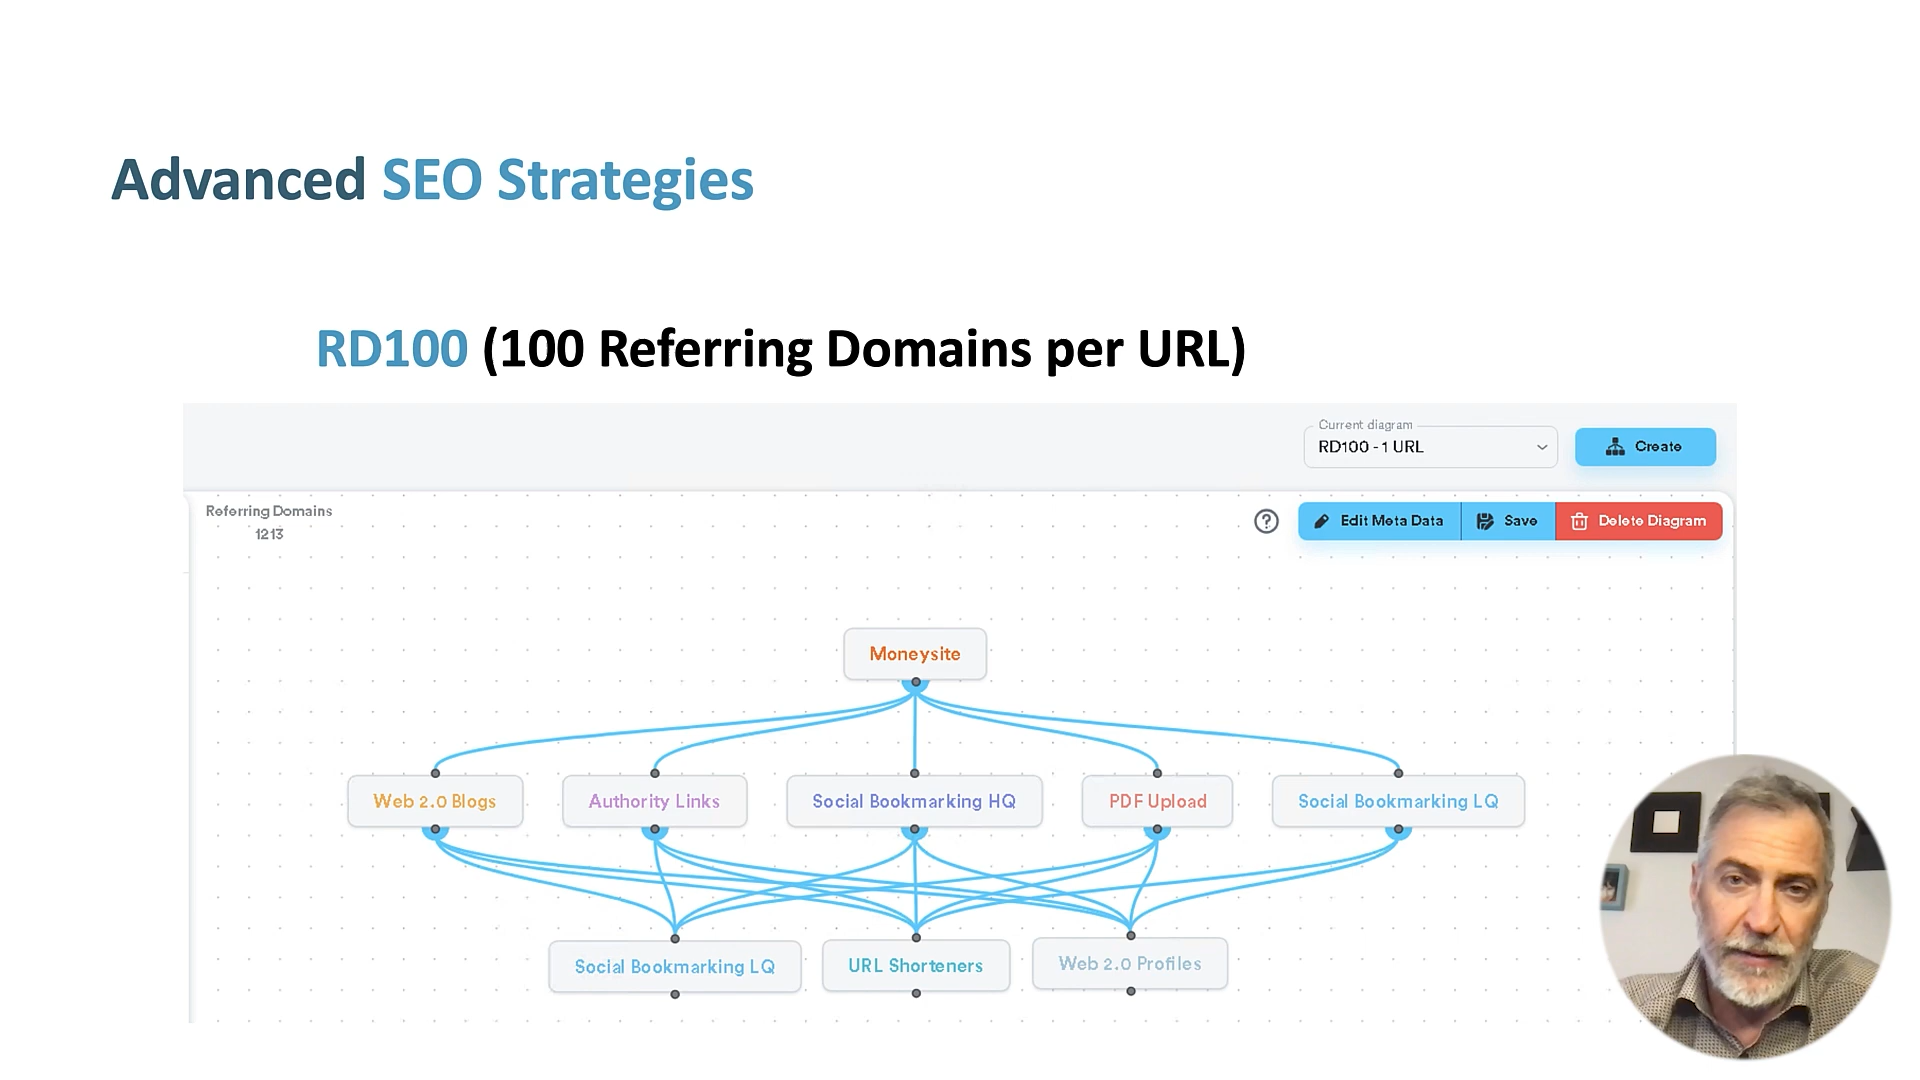 Advanced SEO Strategies
RD100 (100 Referring Domains per URL)
Current diagram
RD100 - 1 URL
Create
Referring Domains
1213
Edit Meta Data
Save
Delete Diagram
Moneysite
Web 2.0 Blogs
Authority Links
Social Bookmarking HQ
PDF Upload
Social Bookmarking LQ
Social Bookmarking LQ
URL Shorteners
Web 2.0 Profiles